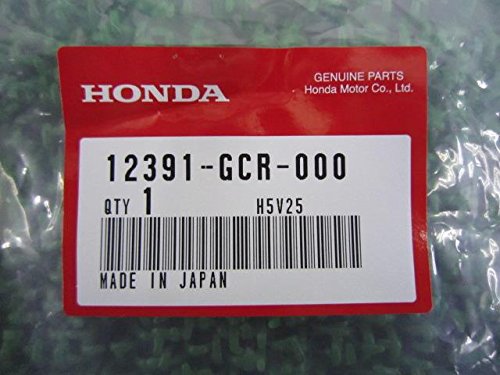 HONDA
GENUINE PARTS
Honda Motor Co., Ltd.
12391-GCR-000
QTY 1 H5V25
MADE IN JAPAN